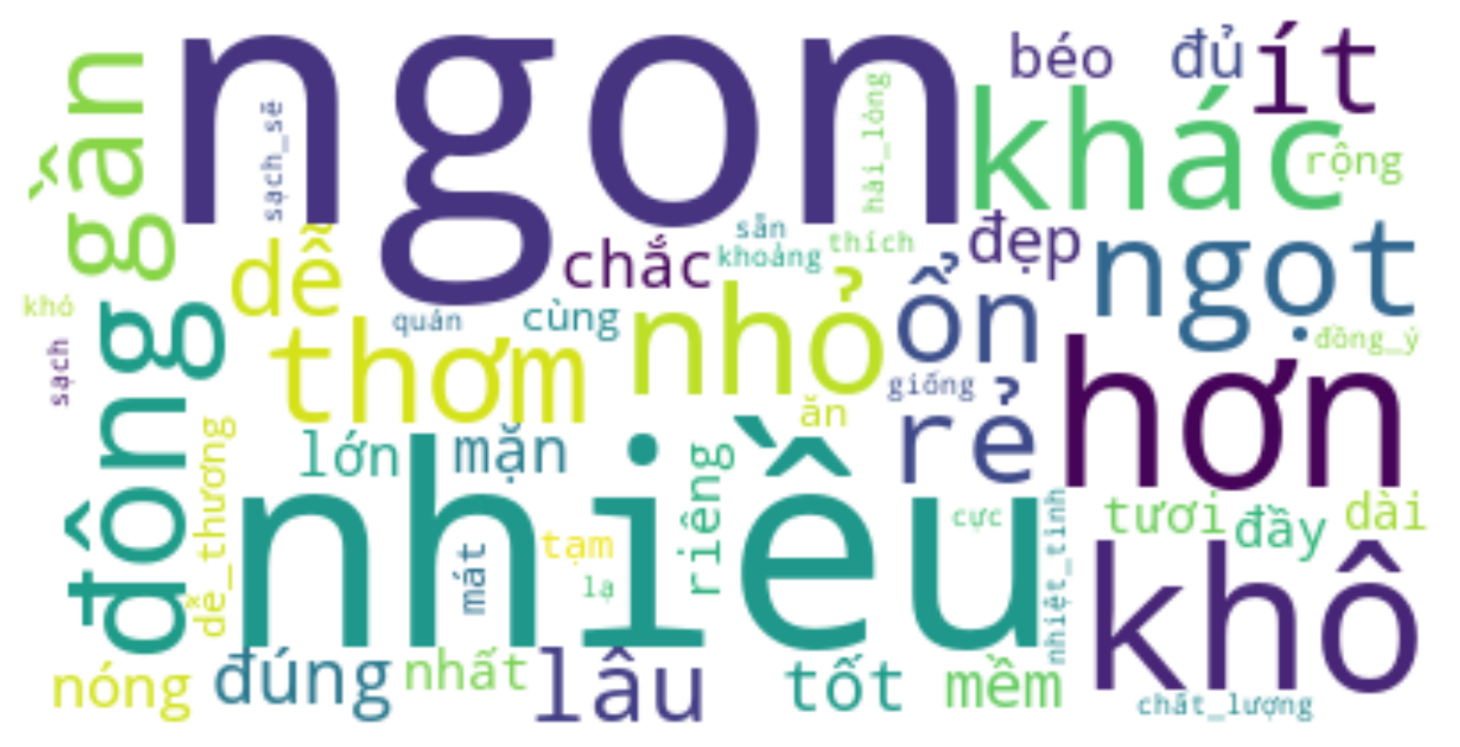 ngon
béo
đủ
ít
gần
sạch_sẽ
hài_lòng
khác
rộng
dễ
chắc
sẵn
khoảng
thích
đẹp
ngọt
khó
đông
quán
cùng
nhỏ
ổn
đồng_ý
sạch
thơm
giống
hơn
ăn
rẻ
dễ_thương
lớn
mặn
nhiều
riêng
cực
nhiệt_tình
tươi
đầy
dài
mát
tạm
lạ
khô
nóng
đúng
nhất
lâu
tốt
mềm
chất_lượng